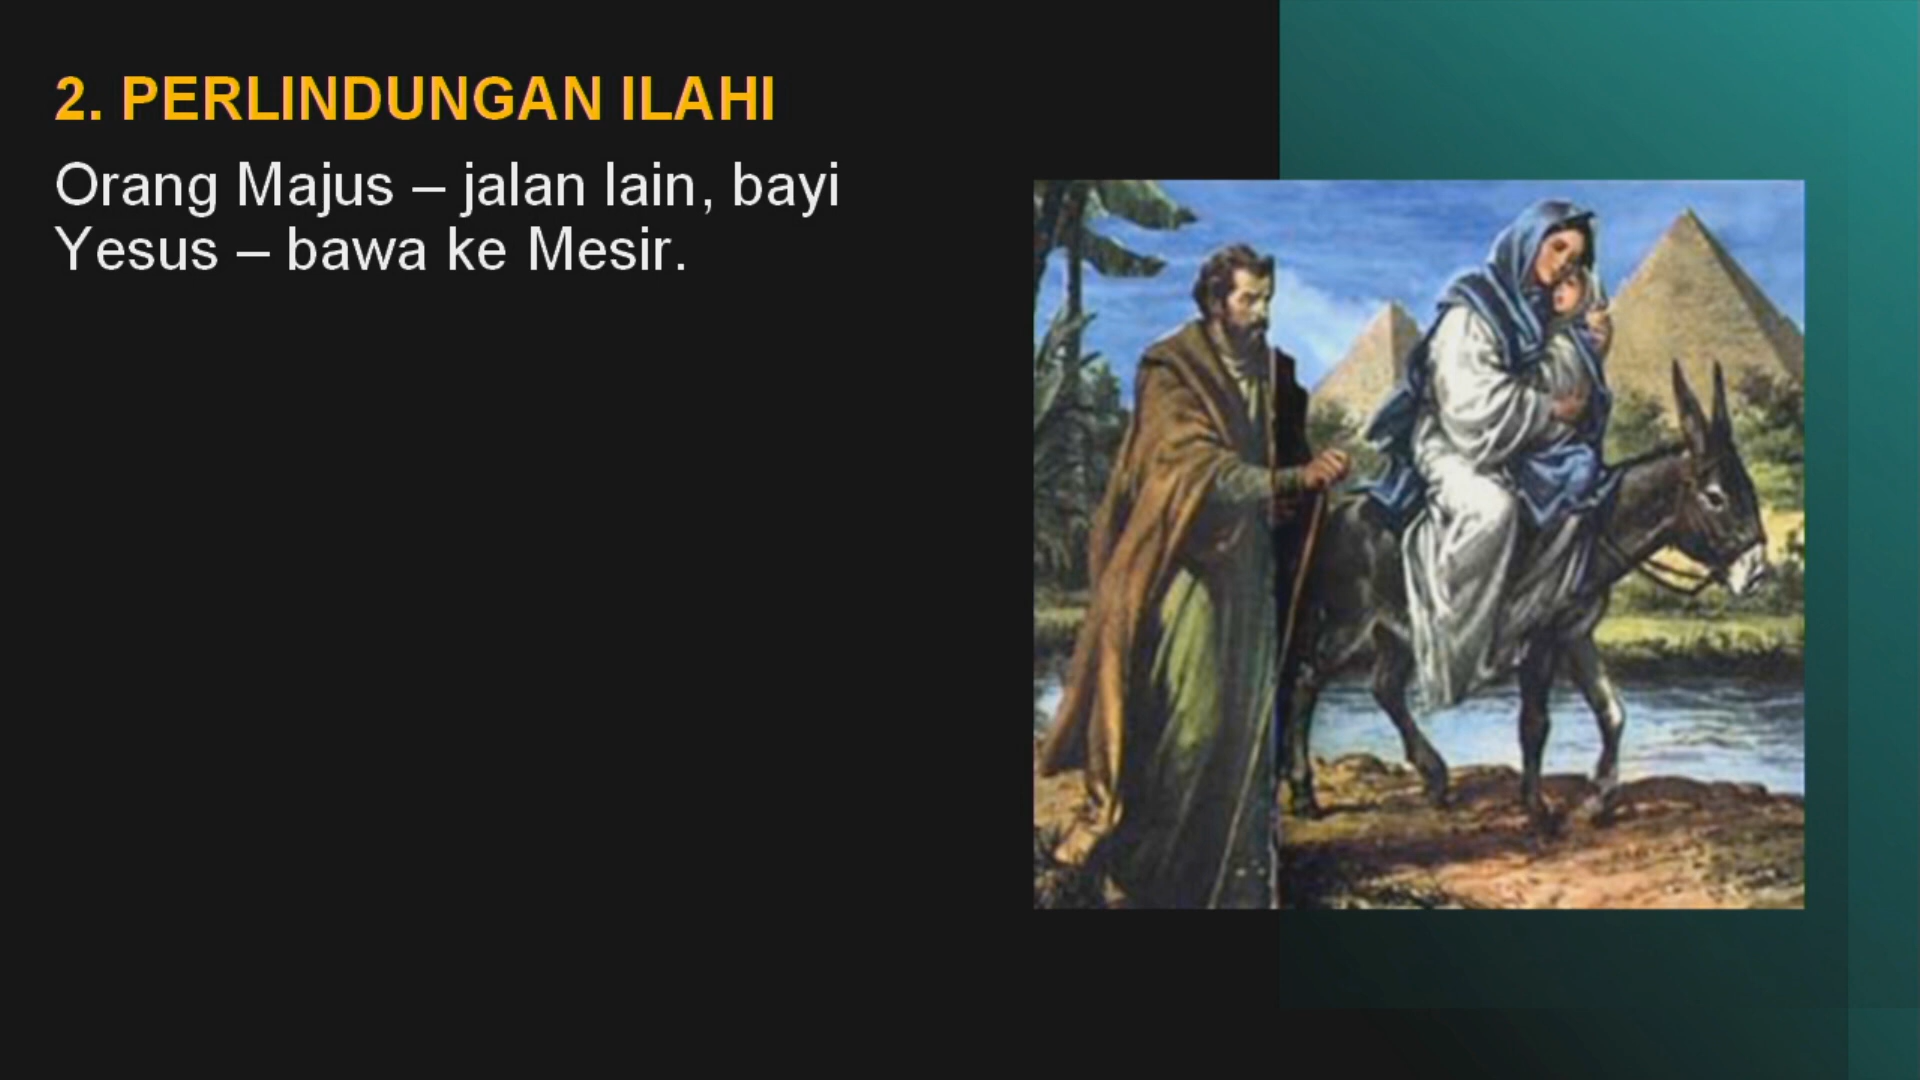 2. PERLINDUNGAN ILAHI
Orang Majus – jalan lain, bayi
Yesus – bawa ke Mesir.